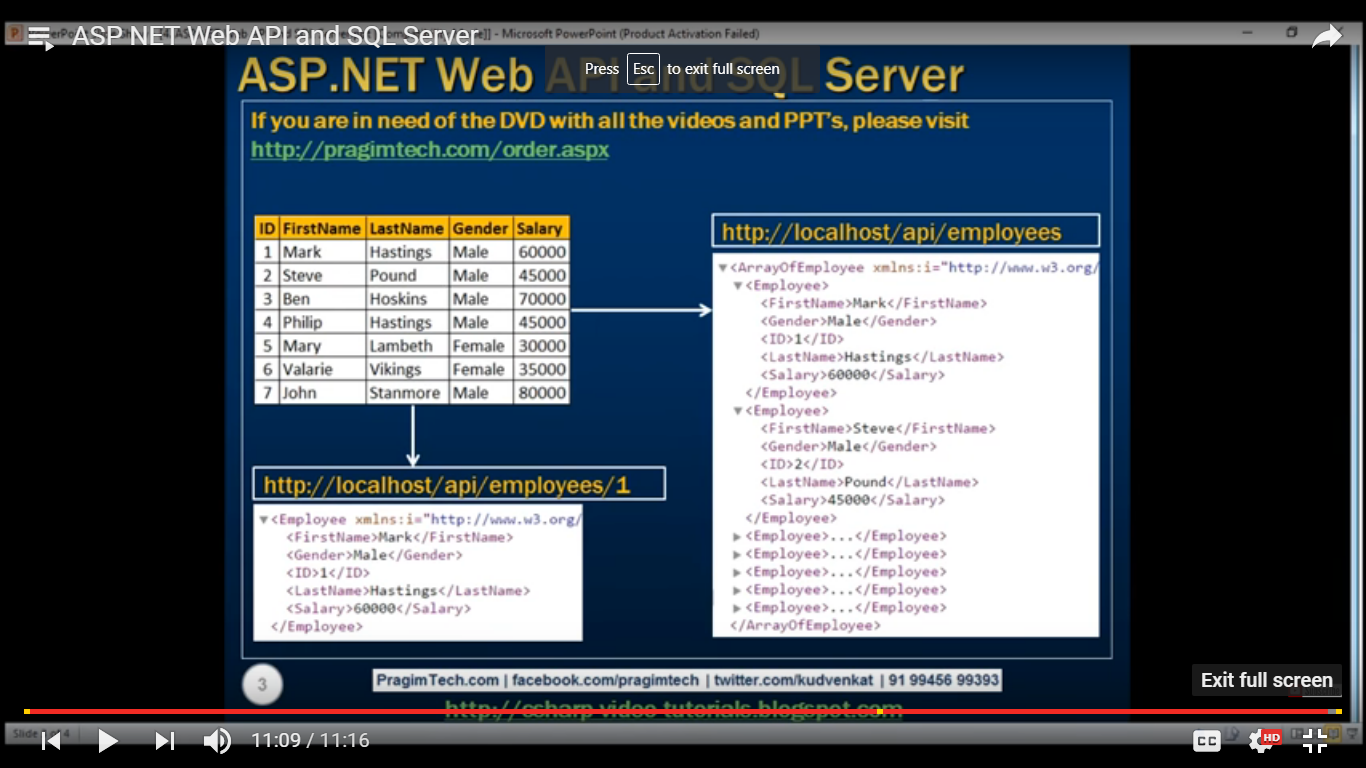 ASP NET Web API and SQL Server
- Microsoft PowerPoint (Product Activation Failed)
Press Esc to exit full screen
ASP.NET Web API and SQL Server
If you are in need of the DVD with all the videos and PPT's, please visit
http://pragimtech.com/order.aspx
ID FirstName LastName Gender Salary
1 Mark Hastings Male 60000
2 Steve Pound Male 45000
3 Ben Hoskins Male 70000
4 Philip Hastings Male 45000
5 Mary Lambeth Female 30000
6 Valarie Vikings Female 35000
7 John Stanmore Male 80000
http://localhost/api/employees/1
<Employee xmlns:i="http://www.w3.org/
<FirstName>Mark</FirstName>
<Gender>Male</Gender>
<ID>1</ID>
<LastName>Hastings</LastName>
<Salary>60000</Salary>
</Employee>
http://localhost/api/employees
<ArrayOfEmployee xmlns:i="http://www.w3.org/
<Employee>
<FirstName>Mark</FirstName>
<Gender>Male</Gender>
<ID>1</ID>
<LastName>Hastings</LastName>
<Salary>60000</Salary>
</Employee>
<Employee>
<FirstName>Steve</FirstName>
<Gender>Male</Gender>
<ID>2</ID>
<LastName>Pound</LastName>
<Salary>45000</Salary>
</Employee>
<Employee>...</Employee>
<Employee>...</Employee>
<Employee>...</Employee>
<Employee>...</Employee>
<Employee>...</Employee>
</ArrayOfEmployee>
3
PragimTech.com | facebook.com/pragimtech | twitter.com/kudvenkat | 91 99456 99393
Exit full screen
http://csharp-video-tutorials.blogspot.com
Slide
4
11:09 / 11:16
CC
HD